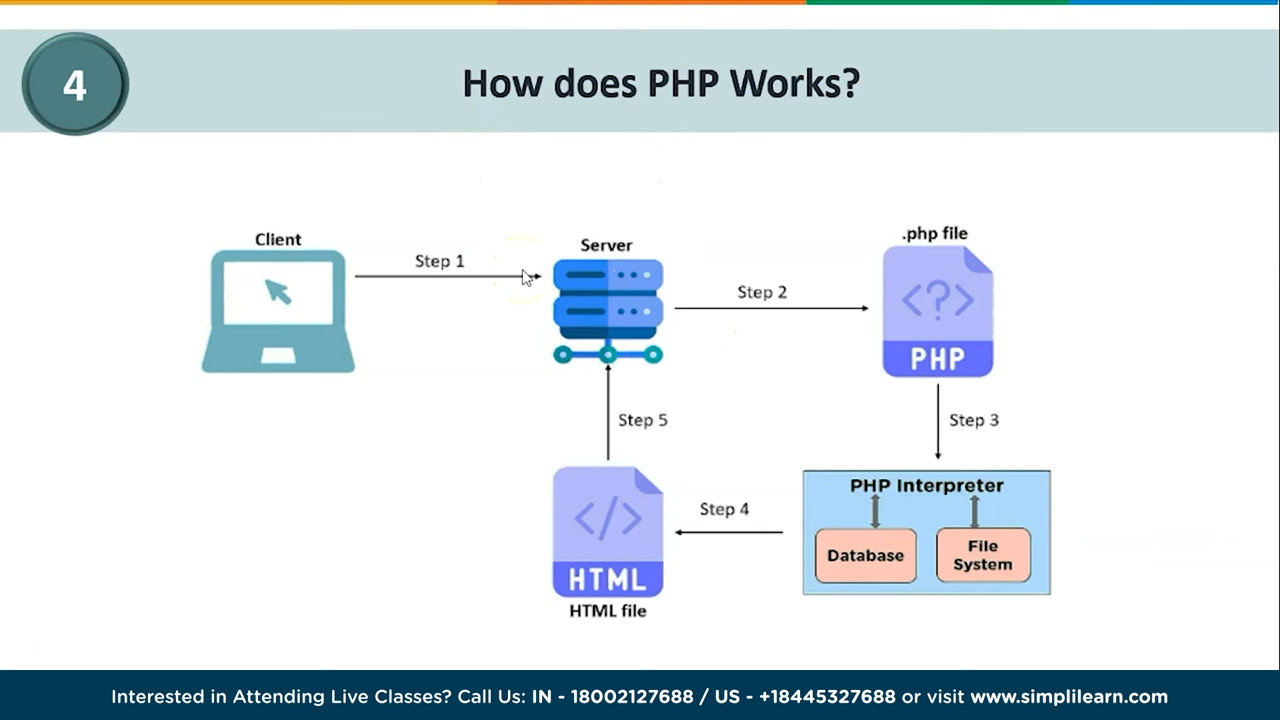 4
How does PHP Works?
Client
Step 1
Server
Step 2
.php file
PHP
Step 3
Step 5
PHP Interpreter
Database
File
System
Step 4
HTML
HTML file
Interested in Attending Live Classes? Call Us: IN - 18002127688 / US - +18445327688 or visit www.simplilearn.com